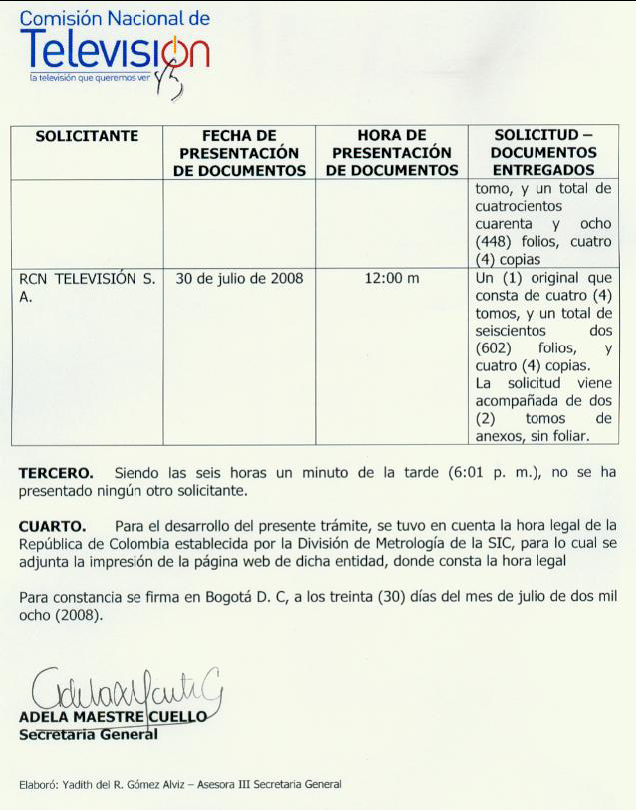 Comisión Nacional de
Televisión
la televisión que queremos ver
SOLICITANTE
FECHA DE
PRESENTACIÓN
DE DOCUMENTOS
HORA DE
PRESENTACIÓN
DE DOCUMENTOS
SOLICITUD –
DOCUMENTOS
ENTREGADOS
tomo, y un total de
cuatrocientos
cuarenta y ocho
(448) folios, cuatro
(4) copias
RCN TELEVISIÓN S.
A.
30 de julio de 2008
12:00 m
Un (1) original que
consta de cuatro (4)
tomos, y un total de
seiscientos dos
(602) folios, y
cuatro (4) copias.
La solicitud viene
acompañada de dos
(2) tomos de
anexos, sin foliar.
TERCERO. Siendo las seis horas un minuto de la tarde (6:01 p. m.), no se ha
presentado ningún otro solicitante.
CUARTO. Para el desarrollo del presente trámite, se tuvo en cuenta la hora legal de la
República de Colombia establecida por la División de Metrología de la SIC, para lo cual se
adjunta la impresión de la página web de dicha entidad, donde consta la hora legal
Para constancia se firma en Bogotá D. C, a los treinta (30) días del mes de julio de dos mil
ocho (2008).
ADELA MAESTRE CUELLO
Secretaria General
Elaboró: Yadith del R. Gómez Alviz – Asesora III Secretaria General